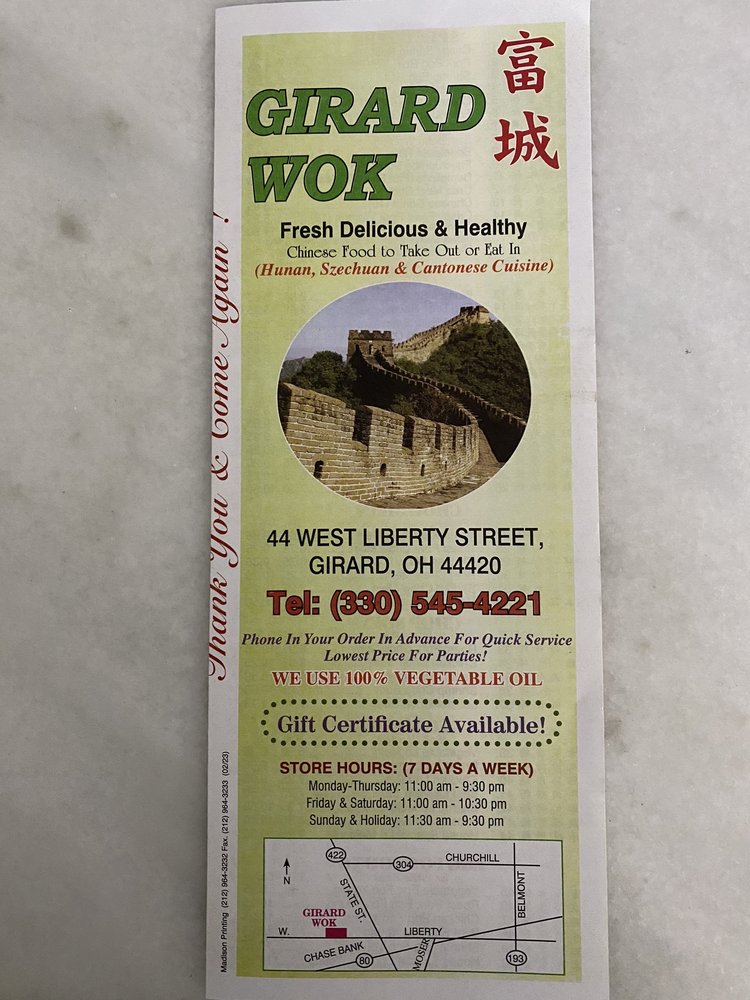 GIRARD
WOK
富
城
Fresh Delicious & Healthy
Chinese Food to Take Out or Eat In
(Hunan, Szechuan & Cantonese Cuisine)
Thank You & Come Again !
44 WEST LIBERTY STREET,
GIRARD, OH 44420
Tel: (330) 545-4221
Phone In Your Order In Advance For Quick Service
Lowest Price For Parties!
WE USE 100% VEGETABLE OIL
Gift Certificate Available!
STORE HOURS: (7 DAYS A WEEK)
Monday-Thursday: 11:00 am - 9:30 pm
Friday & Saturday: 11:00 am - 10:30 pm
Sunday & Holiday: 11:30 am - 9:30 pm
Madison Printing (212) 964-3232 Fax. (212) 964-3233 (02/23)
422
304
CHURCHILL
N
STATE ST.
BELMONT
GIRARD
WOK
W.
LIBERTY
CHASE BANK
80
MOSER
193